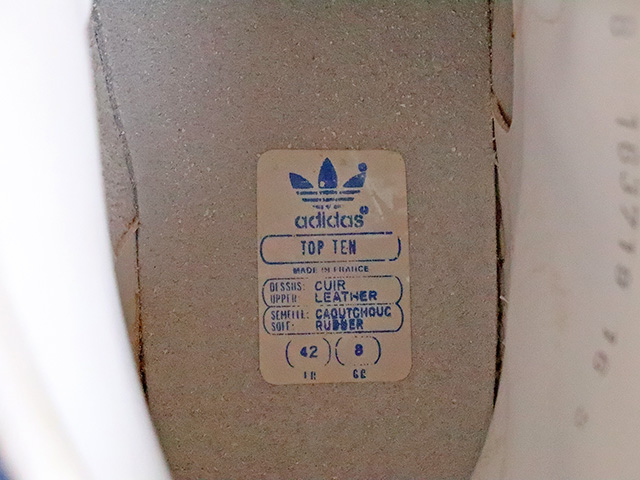 adidas®
TOP TEN
MADE IN FRANCE
DESSUS: CUIR
UPPER: LEATHER
SEMELLE: CAOUTCHOUC
SOLE: RUBBER
42 8
FR GB